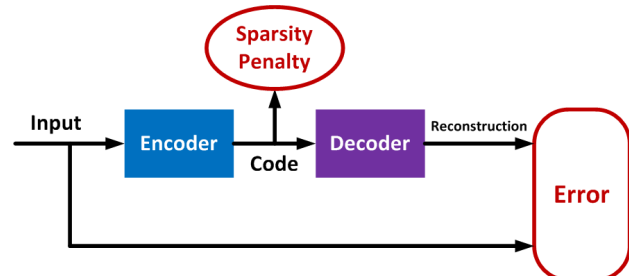 Sparsity
Penalty
Input
Encoder
Code
Decoder
Reconstruction
Error